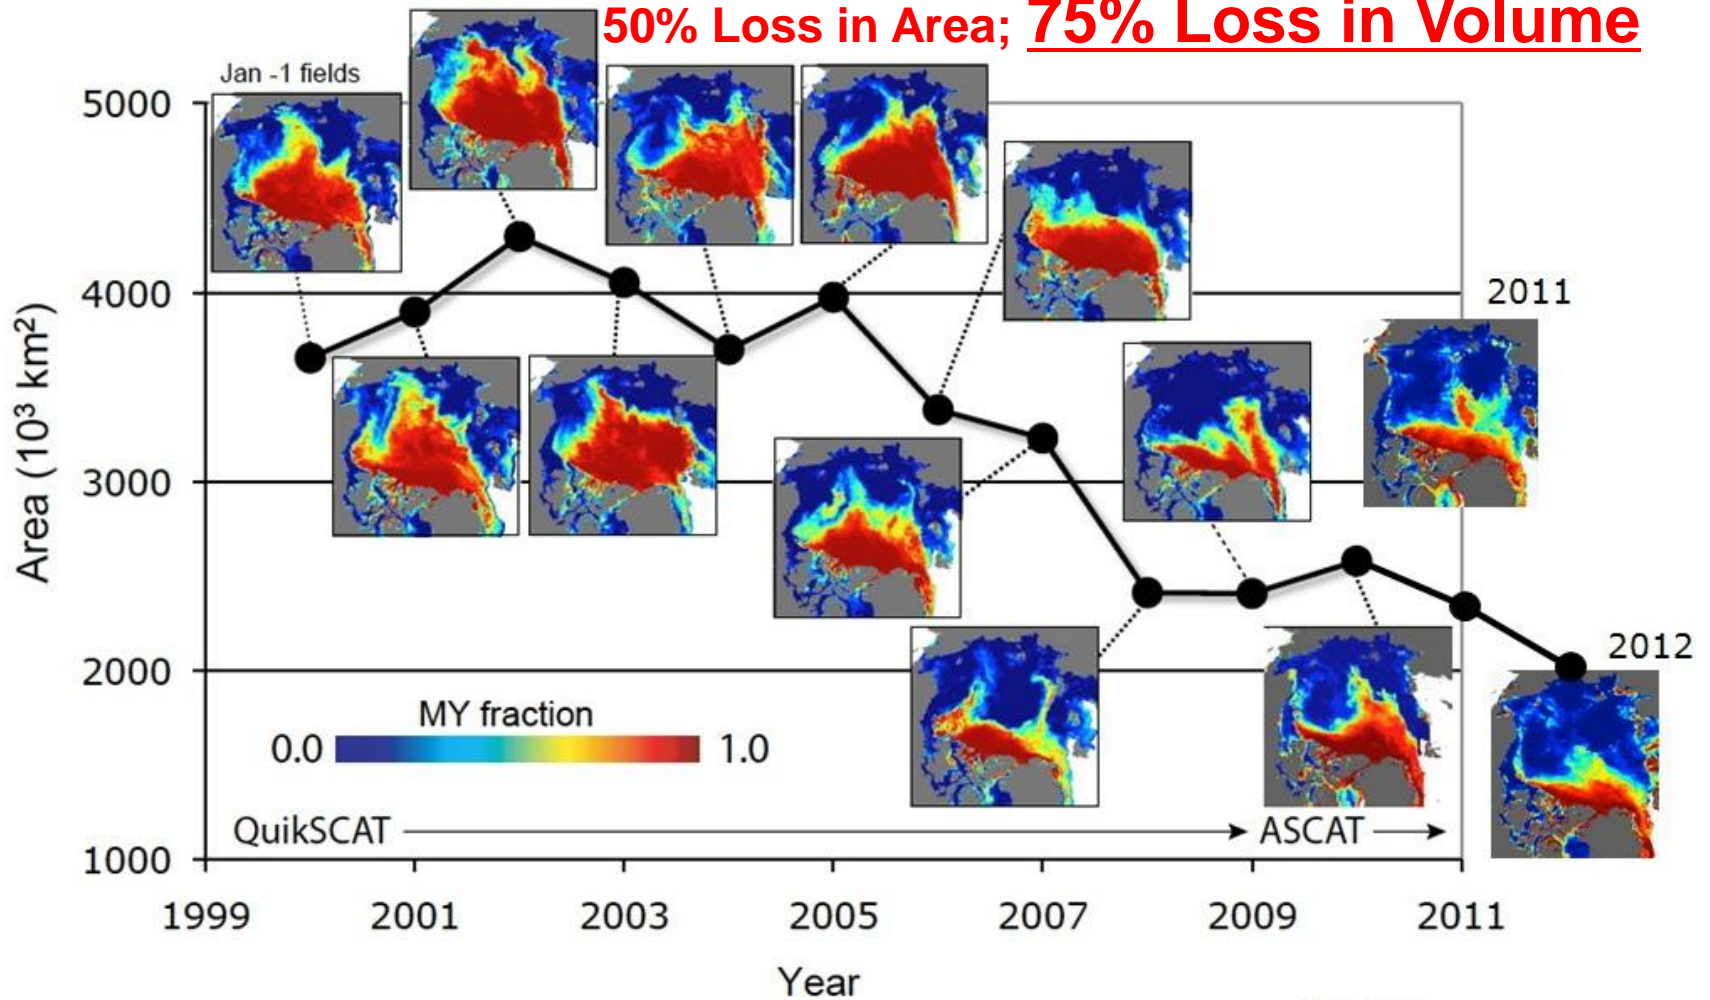 50% Loss in Area; 75% Loss in Volume
Jan -1 fields
5000
4000
3000
2000
1000
Area (10³ km²)
2011
2012
MY fraction
0.0 1.0
QuikSCAT ASCAT
1999 2001 2003 2005 2007 2009 2011
Year